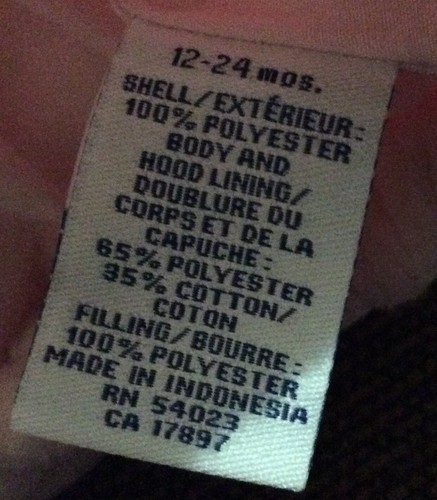 12-24 mos.
SHELL/EXTÉRIEUR:
100% POLYESTER
BODY AND
HOOD LINING/
DOUBLURE DU
CORPS ET DE LA
CAPUCHE:
65% POLYESTER
35% COTTON/
COTON
FILLING/BOURRE:
100% POLYESTER
MADE IN INDONESIA
RN 54023
CA 17897